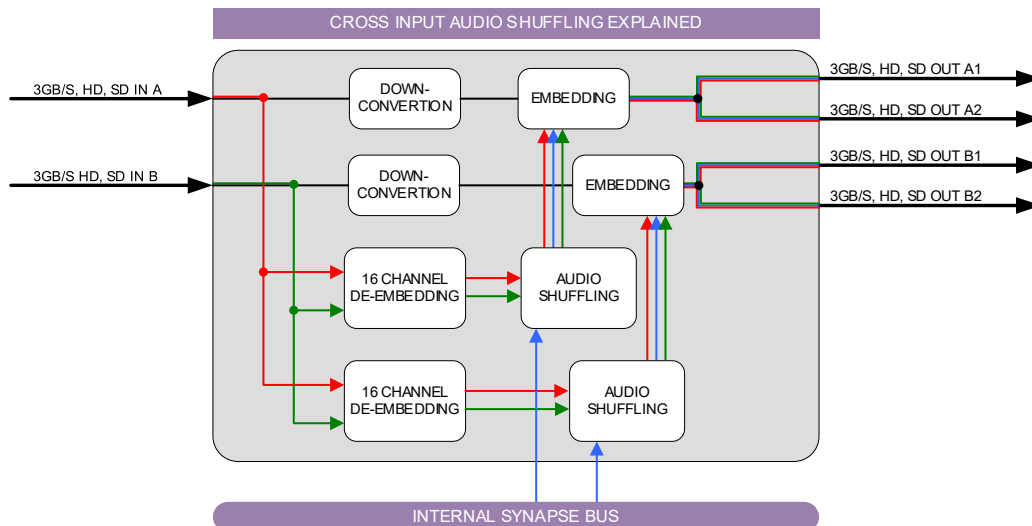 CROSS INPUT AUDIO SHUFFLING EXPLAINED
3GB/S, HD, SD IN A
DOWN-
CONVERTION
EMBEDDING
3GB/S, HD, SD OUT A1
3GB/S, HD, SD OUT A2
3GB/S HD, SD IN B
DOWN-
CONVERTION
EMBEDDING
3GB/S, HD, SD OUT B1
3GB/S, HD, SD OUT B2
16 CHANNEL
DE-EMBEDDING
AUDIO
SHUFFLING
16 CHANNEL
DE-EMBEDDING
AUDIO
SHUFFLING
INTERNAL SYNAPSE BUS